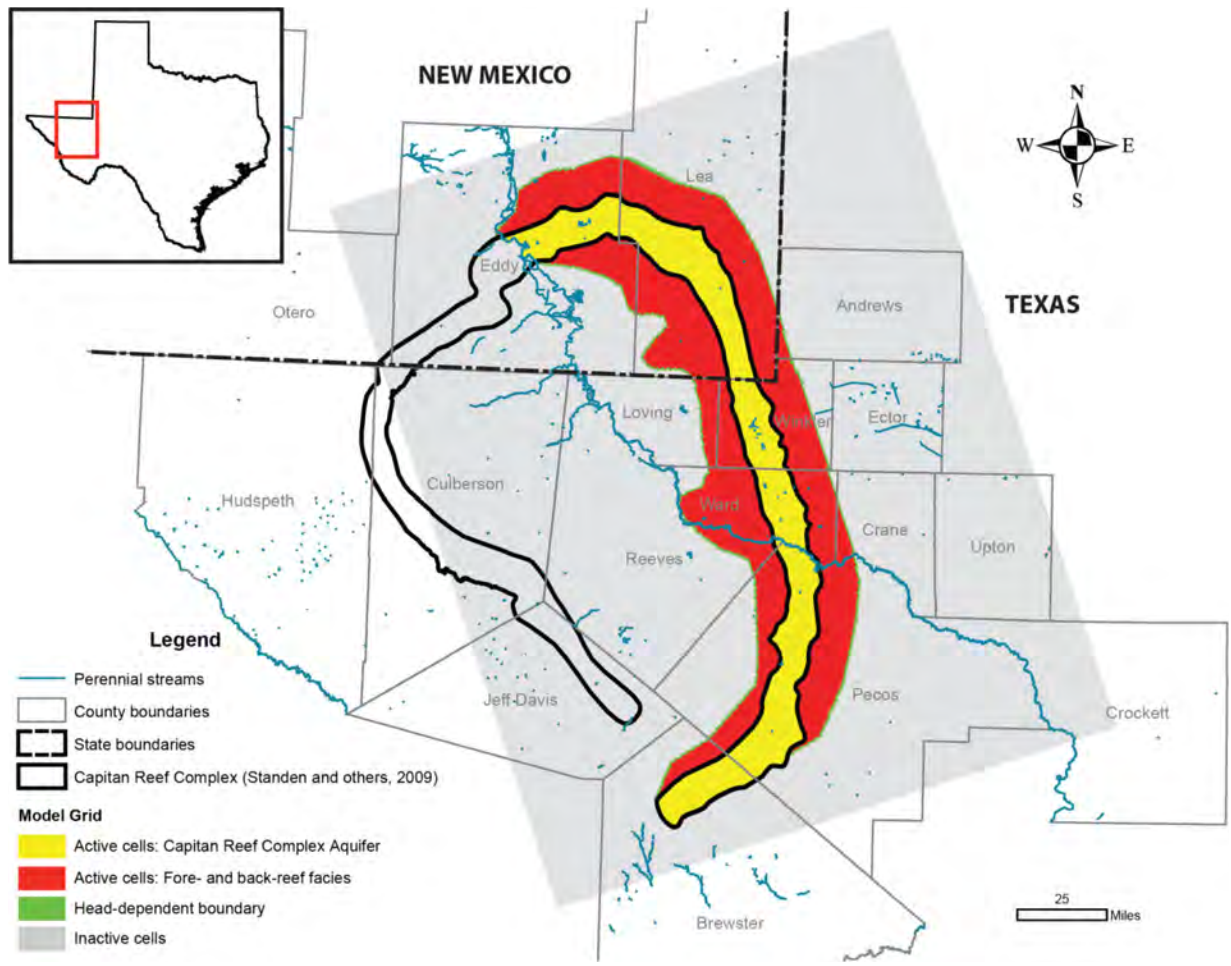 NEW MEXICO
N
W
E
S
Lea
Eddy
Otero
Andrews
TEXAS
Loving
Winkler
Ector
Hudspeth
Culberson
Ward
Crane
Upton
Reeves
Legend
Perennial streams
County boundaries
State boundaries
Capitan Reef Complex (Standen and others, 2009)
Model Grid
Active cells: Capitan Reef Complex Aquifer
Active cells: Fore- and back-reef facies
Head-dependent boundary
Inactive cells
Jeff-Davis
Pecos
Crockett
Brewster
25
Miles